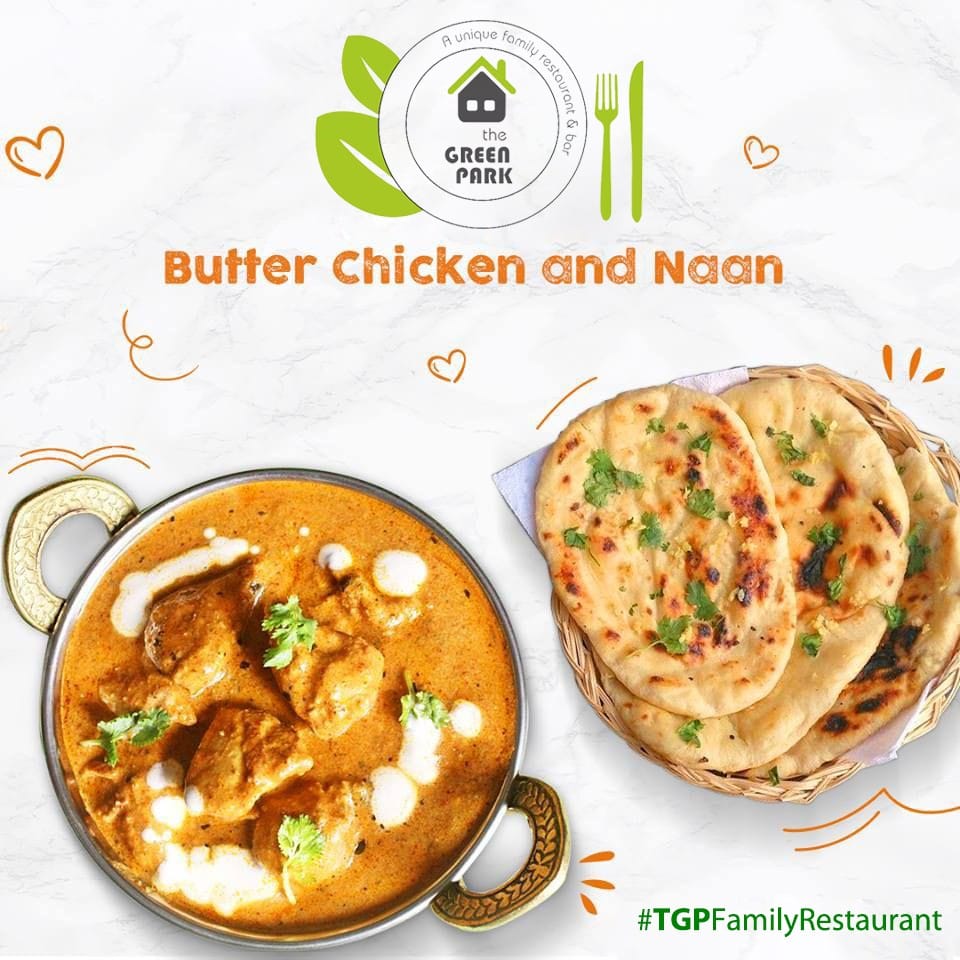 A unique family restaurant & bar
the
GREEN
PARK
Butter Chicken and Naan
#TGPFamilyRestaurant